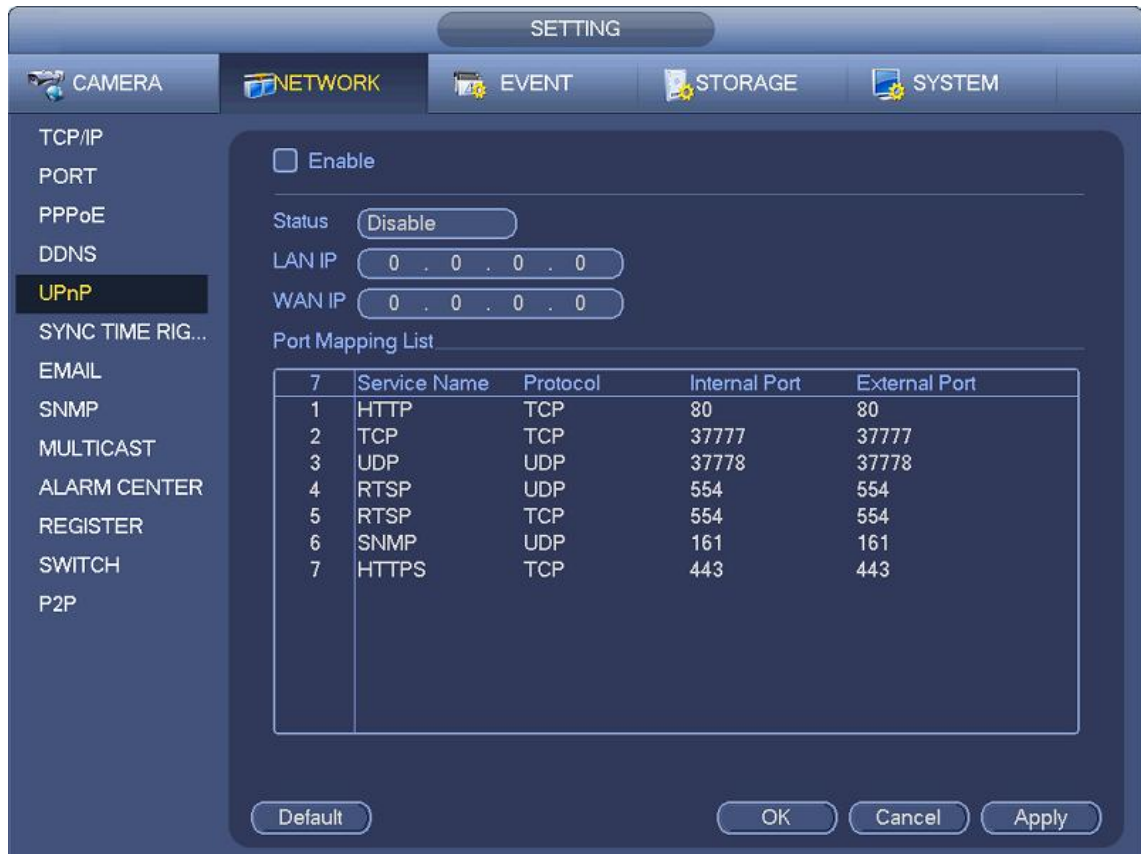 SETTING
CAMERA NETWORK EVENT STORAGE SYSTEM
TCP/IP
PORT
PPPoE
DDNS
UPnP
SYNC TIME RIG...
EMAIL
SNMP
MULTICAST
ALARM CENTER
REGISTER
SWITCH
P2P
Enable
Status Disable
LAN IP 0 . 0 . 0 . 0
WAN IP 0 . 0 . 0 . 0
Port Mapping List
7 Service Name Protocol Internal Port External Port
1 HTTP TCP 80 80
2 TCP TCP 37777 37777
3 UDP UDP 37778 37778
4 RTSP UDP 554 554
5 RTSP TCP 554 554
6 SNMP UDP 161 161
7 HTTPS TCP 443 443
Default OK Cancel Apply